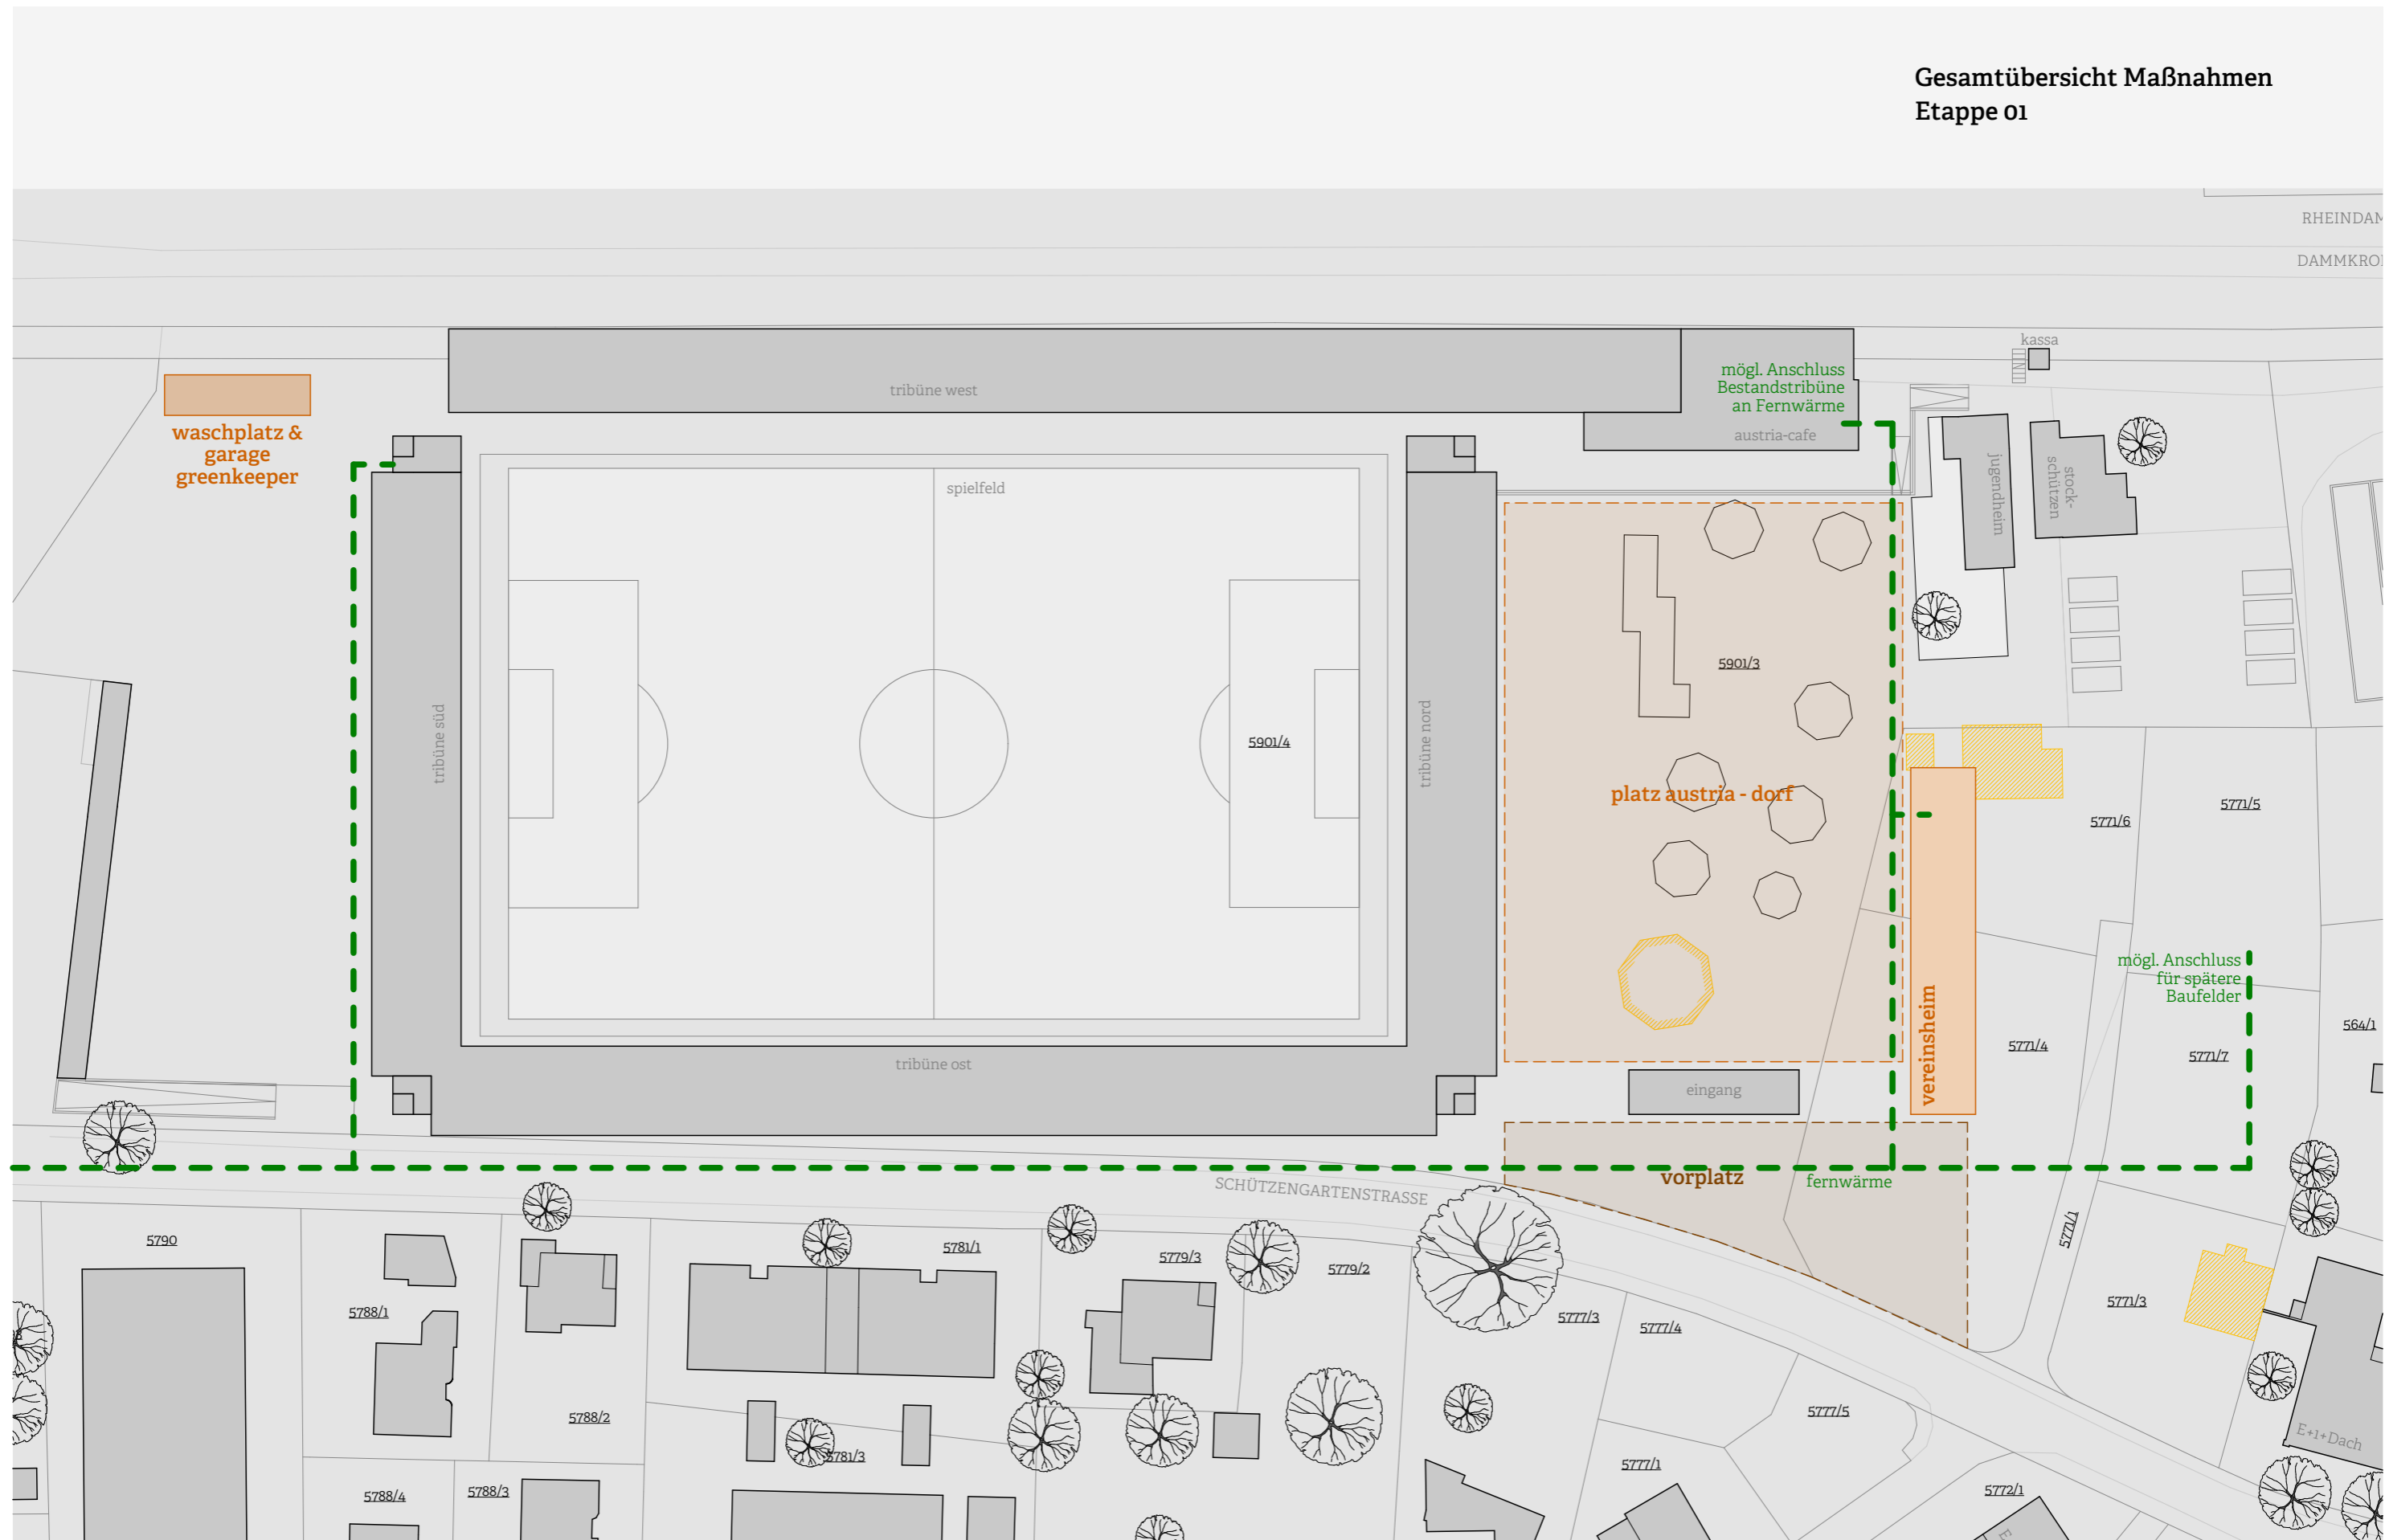 Gesamtübersicht Maßnahmen
Etappe 01
RHEINDAM
DAMMKRO
kassa
tribüne west
mögl. Anschluss
Bestandstribüne
an Fernwärme
austria-cafe
waschplatz &
garage
greenkeeper
spielfeld
jugendheim
stock-
schützen
5901/3
tribüne süd
5901/4
tribüne nord
platz austria - dorf
5771/6
5771/5
mögl. Anschluss
für spätere
Baufelder
vereinsheim
5771/4
5771/7
564/1
tribüne ost
eingang
vorplatz
fernwärme
SCHÜTZENGARTENSTRASSE
5771/1
5790
5781/1
5779/3
5779/2
5788/1
5777/3
5777/4
5771/3
5788/2
5777/5
E+1+Dach
5781/3
5777/1
5788/4
5788/3
5772/1